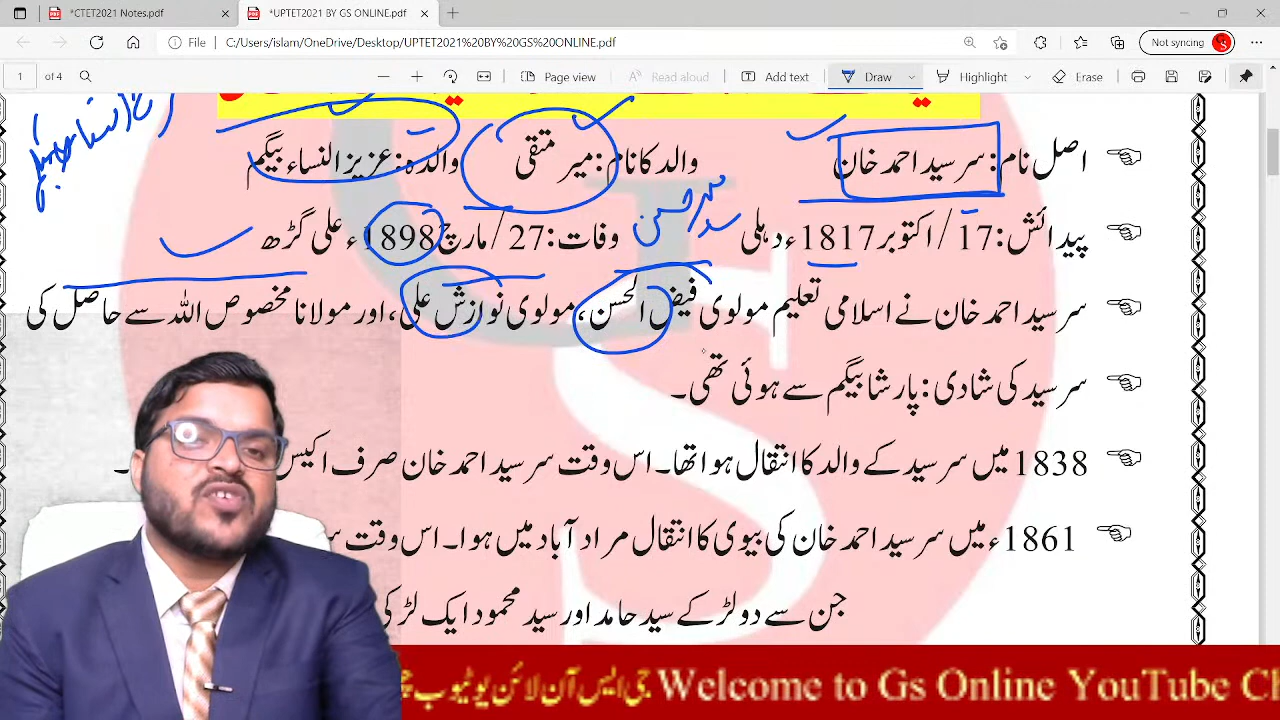 *CTET2021 Notes.pdf
*UPTET2021 BY GS ONLINE.pdf
File C:/Users/islam/OneDrive/Desktop/UPTET2021%20BY%20GS%20ONLINE.pdf
Not syncing
1 of 4 Page view Read aloud Add text Draw Highlight Erase
اصل نام: سرسید احمد خان والد کا نام: میر متقی والدہ: عزیز النساء بیگم
پیدائش: 17/ اکتوبر 1817ء دہلی وفات: 27/ مارچ 1898ء علی گڑھ
سرسید احمد خان نے اسلامی تعلیم مولوی فیض الحسن، مولوی نوازش علی، اور مولانا مخصوص اللہ سے حاصل کی
سرسید کی شادی: پارشا بیگم سے ہوئی تھی۔
1838 میں سرسید کے والد کا انتقال ہوا تھا۔ اس وقت سرسید احمد خان صرف اکیس
1861ء میں سرسید احمد خان کی بیوی کا انتقال مراد آباد میں ہوا۔ اس وقت
جن سے دو لڑکے سید حامد اور سید محمود ایک لڑکی
جی ایس آن لائن یوٹیوب Welcome to Gs Online YouTube